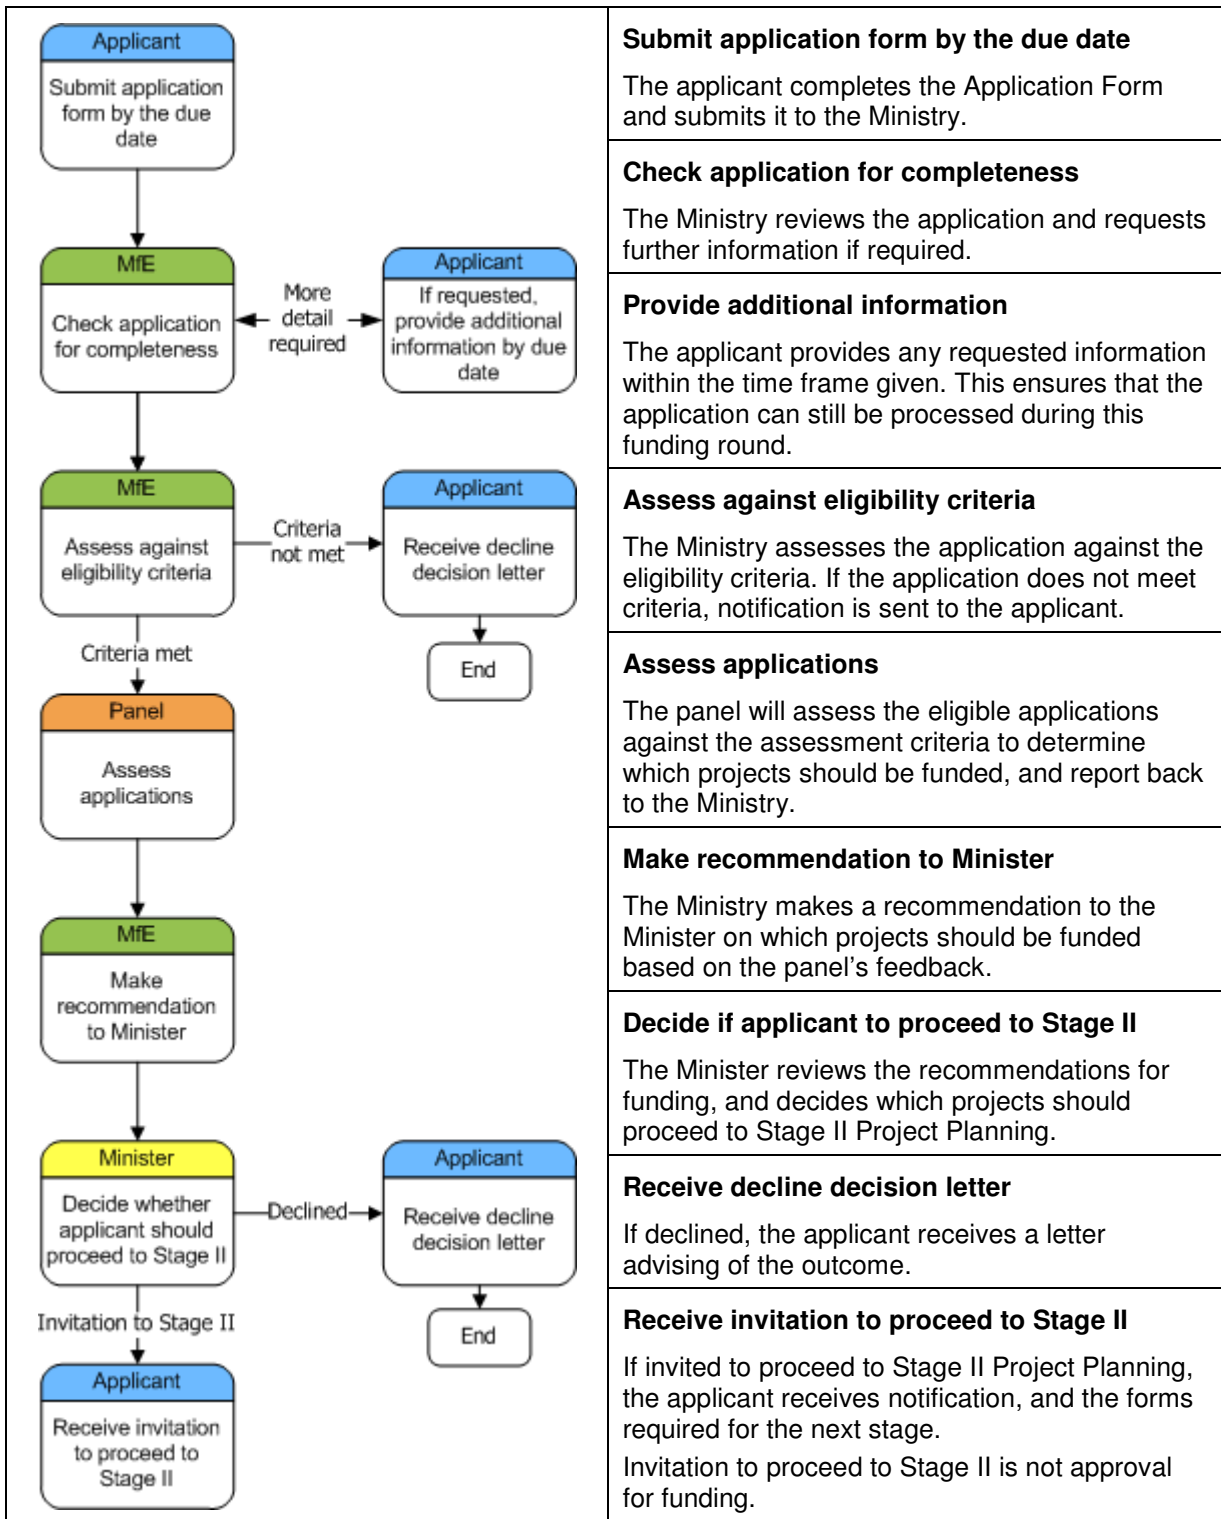 Applicant
Submit application
form by the due
date
MfE
Check application
for completeness
More
detail
required
Applicant
If requested,
provide additional
information by due
date
MfE
Assess against
eligibility criteria
Criteria
not met
Applicant
Receive decline
decision letter
End
Criteria met
Panel
Assess
applications
MfE
Make
recommendation
to Minister
Minister
Decide whether
applicant should
proceed to Stage II
Declined
Applicant
Receive decline
decision letter
End
Invitation to Stage II
Applicant
Receive invitation
to proceed to
Stage II
Submit application form by the due date
The applicant completes the Application Form
and submits it to the Ministry.
Check application for completeness
The Ministry reviews the application and requests
further information if required.
Provide additional information
The applicant provides any requested information
within the time frame given. This ensures that the
application can still be processed during this
funding round.
Assess against eligibility criteria
The Ministry assesses the application against the
eligibility criteria. If the application does not meet
criteria, notification is sent to the applicant.
Assess applications
The panel will assess the eligible applications
against the assessment criteria to determine
which projects should be funded, and report back
to the Ministry.
Make recommendation to Minister
The Ministry makes a recommendation to the
Minister on which projects should be funded
based on the panel's feedback.
Decide if applicant to proceed to Stage II
The Minister reviews the recommendations for
funding, and decides which projects should
proceed to Stage II Project Planning.
Receive decline decision letter
If declined, the applicant receives a letter
advising of the outcome.
Receive invitation to proceed to Stage II
If invited to proceed to Stage II Project Planning,
the applicant receives notification, and the forms
required for the next stage.
Invitation to proceed to Stage II is not approval
for funding.